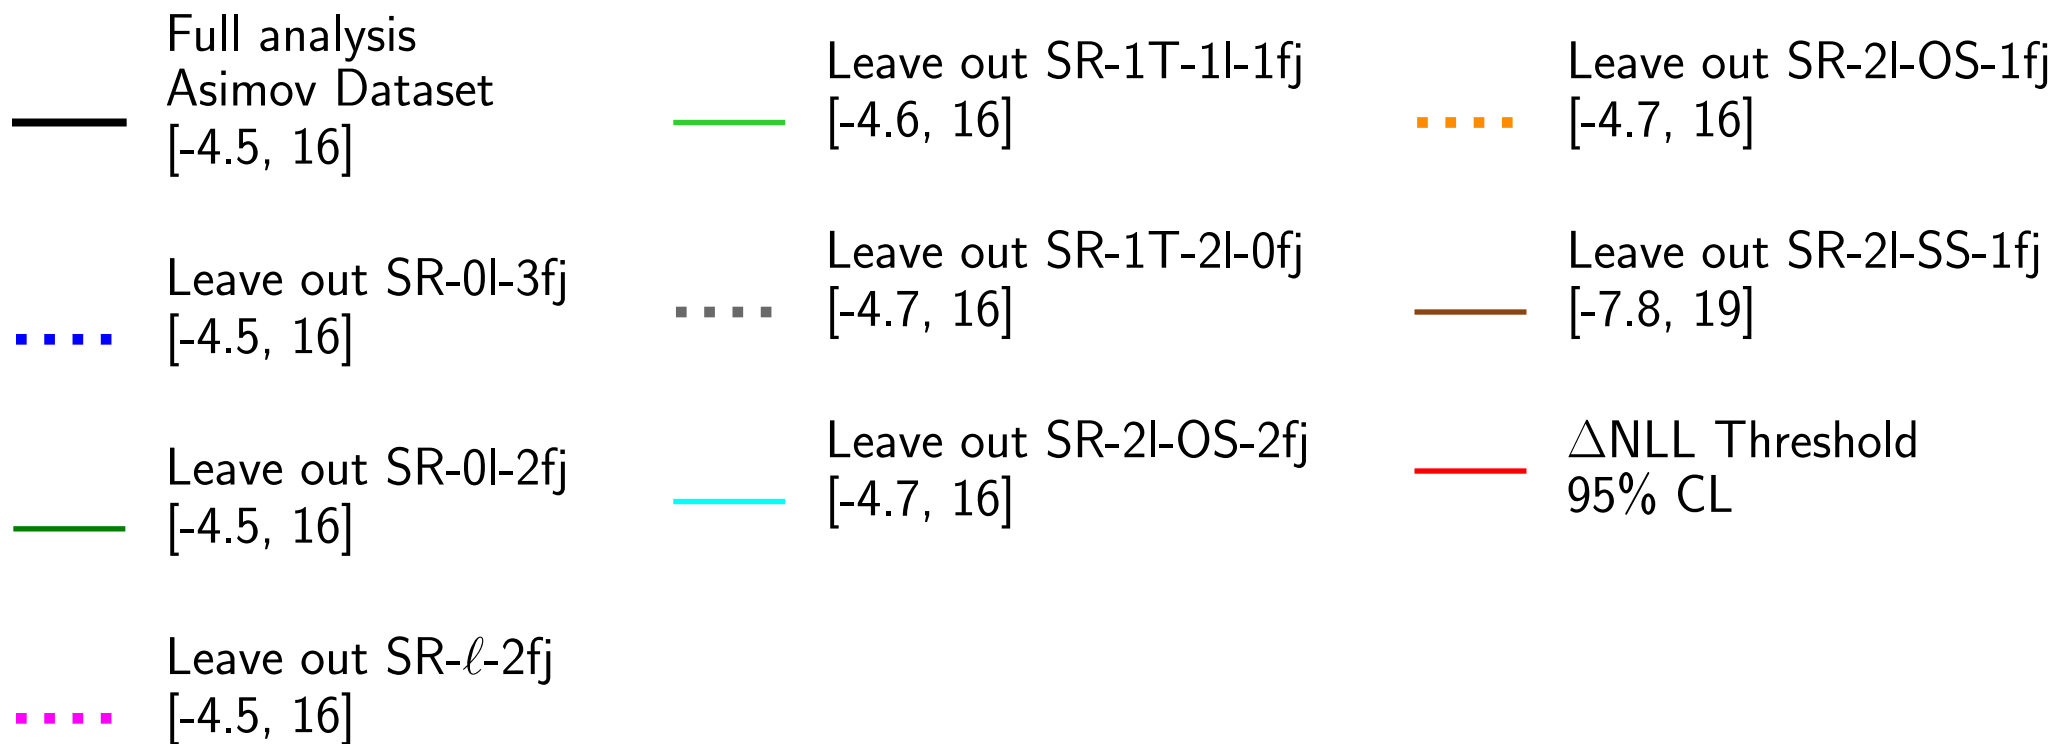 Full analysis
Asimov Dataset
[-4.5, 16]
Leave out SR-0l-3fj
[-4.5, 16]
Leave out SR-0l-2fj
[-4.5, 16]
Leave out SR-ℓ-2fj
[-4.5, 16]
Leave out SR-1T-1l-1fj
[-4.6, 16]
Leave out SR-1T-2l-0fj
[-4.7, 16]
Leave out SR-2l-OS-2fj
[-4.7, 16]
Leave out SR-2l-OS-1fj
[-4.7, 16]
Leave out SR-2l-SS-1fj
[-7.8, 19]
ΔNLL Threshold
95% CL